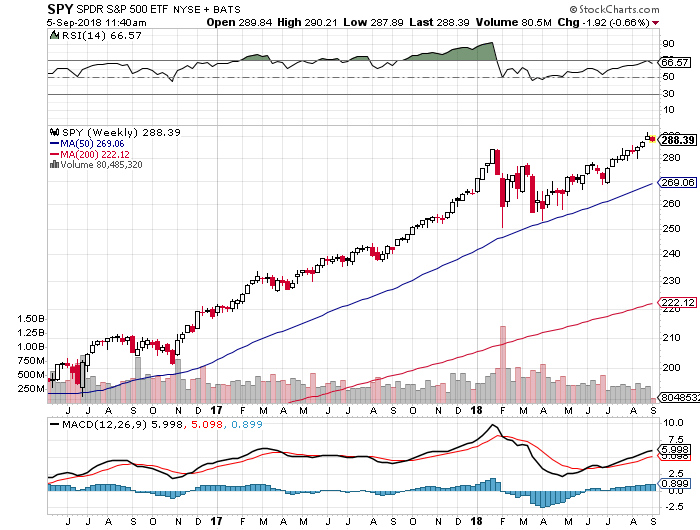 SPY SPDR S&P 500 ETF NYSE + BATS © StockCharts.com
5-Sep-2018 11:40am Open 289.84 High 290.21 Low 287.89 Last 288.39 Volume 80.5M Chg -1.92 (-0.66%)
RSI(14) 66.57
90
70
66.57
50
30
10
SPY (Weekly) 288.39
MA(50) 269.06
MA(200) 222.12
Volume 80,485,320
288.39
280
269.06
260
250
240
230
222.12
220
210
200
1.50B
1.25B
1.00B
750M
500M
250M
8048532
J J A S O N D 17 F M A M J J A S O N D 18 F M A M J J A S
MACD(12,26,9) 5.998, 5.098, 0.899
10.0
7.5
5.998
5.098
2.5
0.899
J J A S O N D 17 F M A M J J A S O N D 18 F M A M J J A S